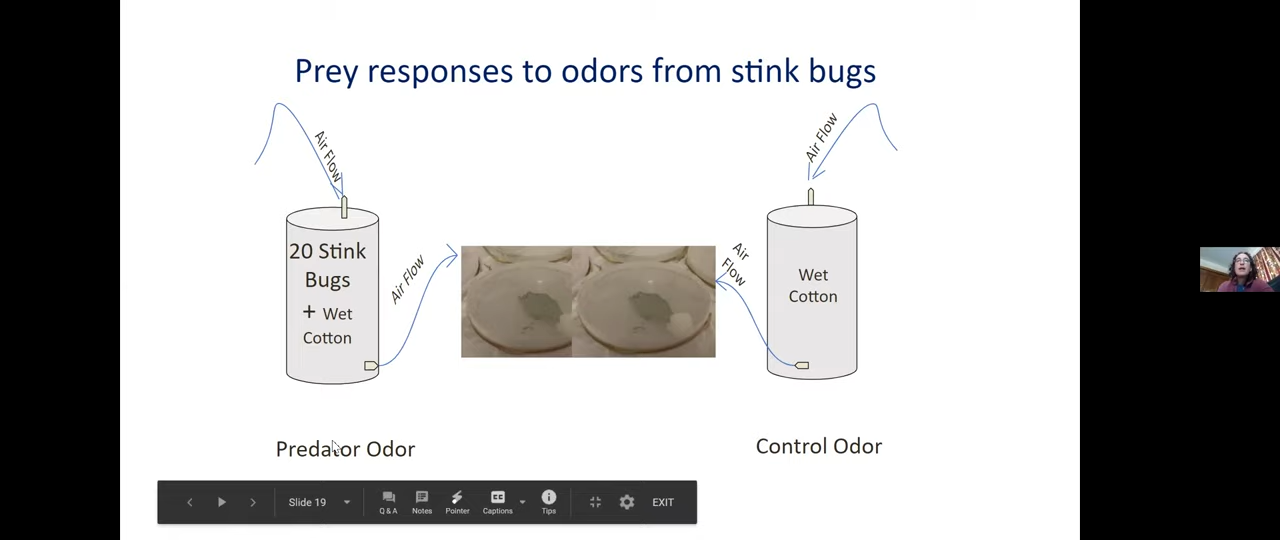 Prey responses to odors from stink bugs
Air Flow
Air Flow
20 Stink
Bugs
+ Wet
Cotton
Air Flow
Air
Flow
Wet
Cotton
Predator Odor
Control Odor
Slide 19
Q & A
Notes
Pointer
Captions
Tips
EXIT